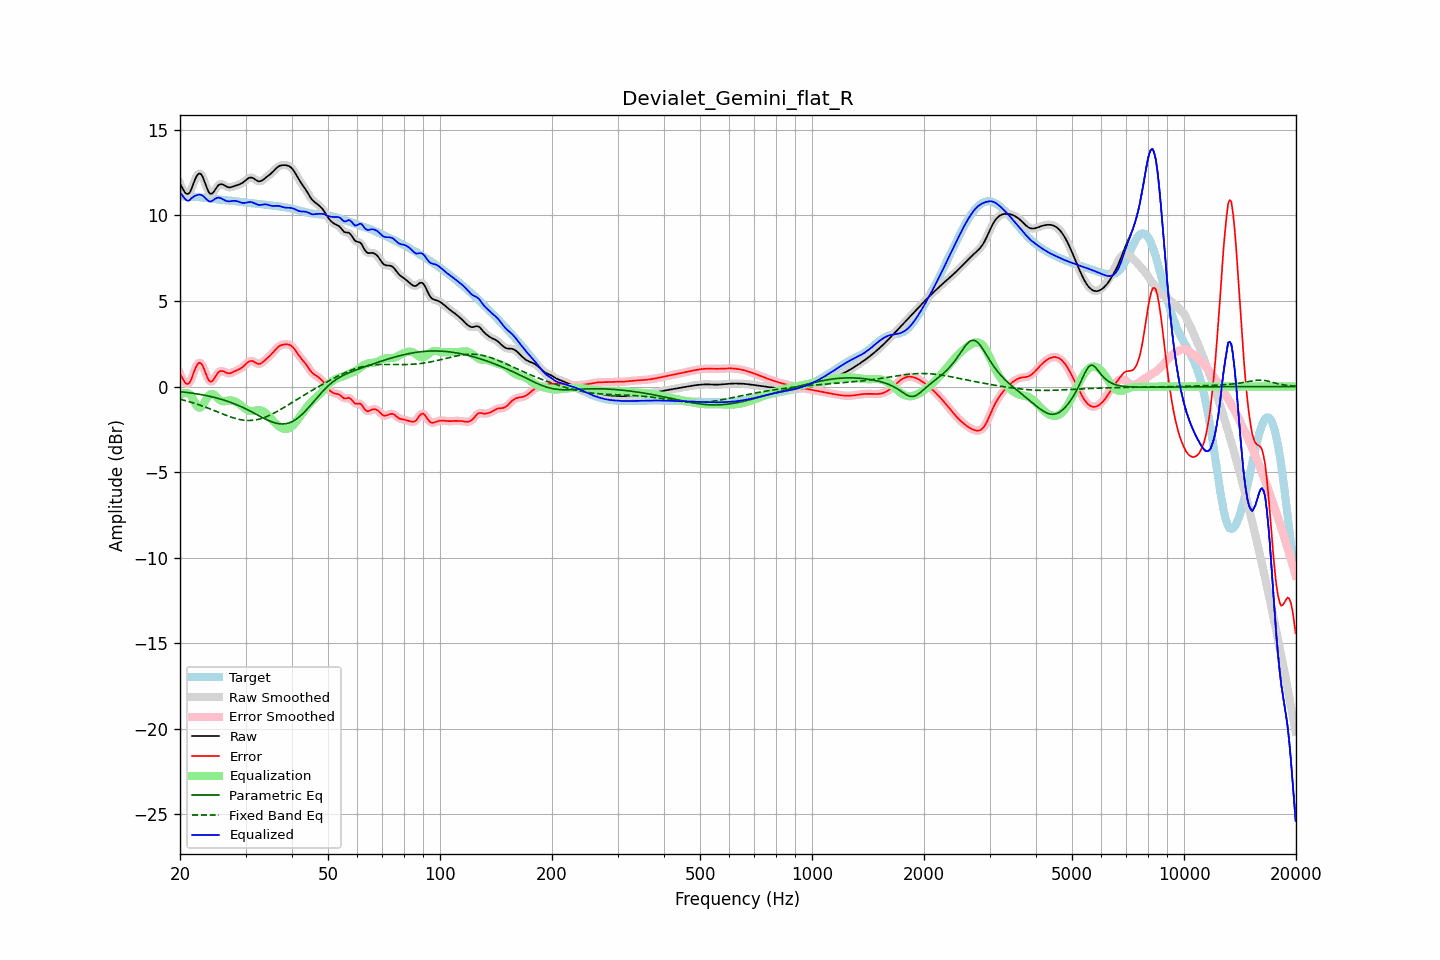 Devialet_Gemini_flat_R
Amplitude (dBr)
15
10
5
0
−5
−10
−15
−20
−25
Target
Raw Smoothed
Error Smoothed
Raw
Error
Equalization
Parametric Eq
Fixed Band Eq
Equalized
20 50 100 200 500 1000 2000 5000 10000 20000
Frequency (Hz)